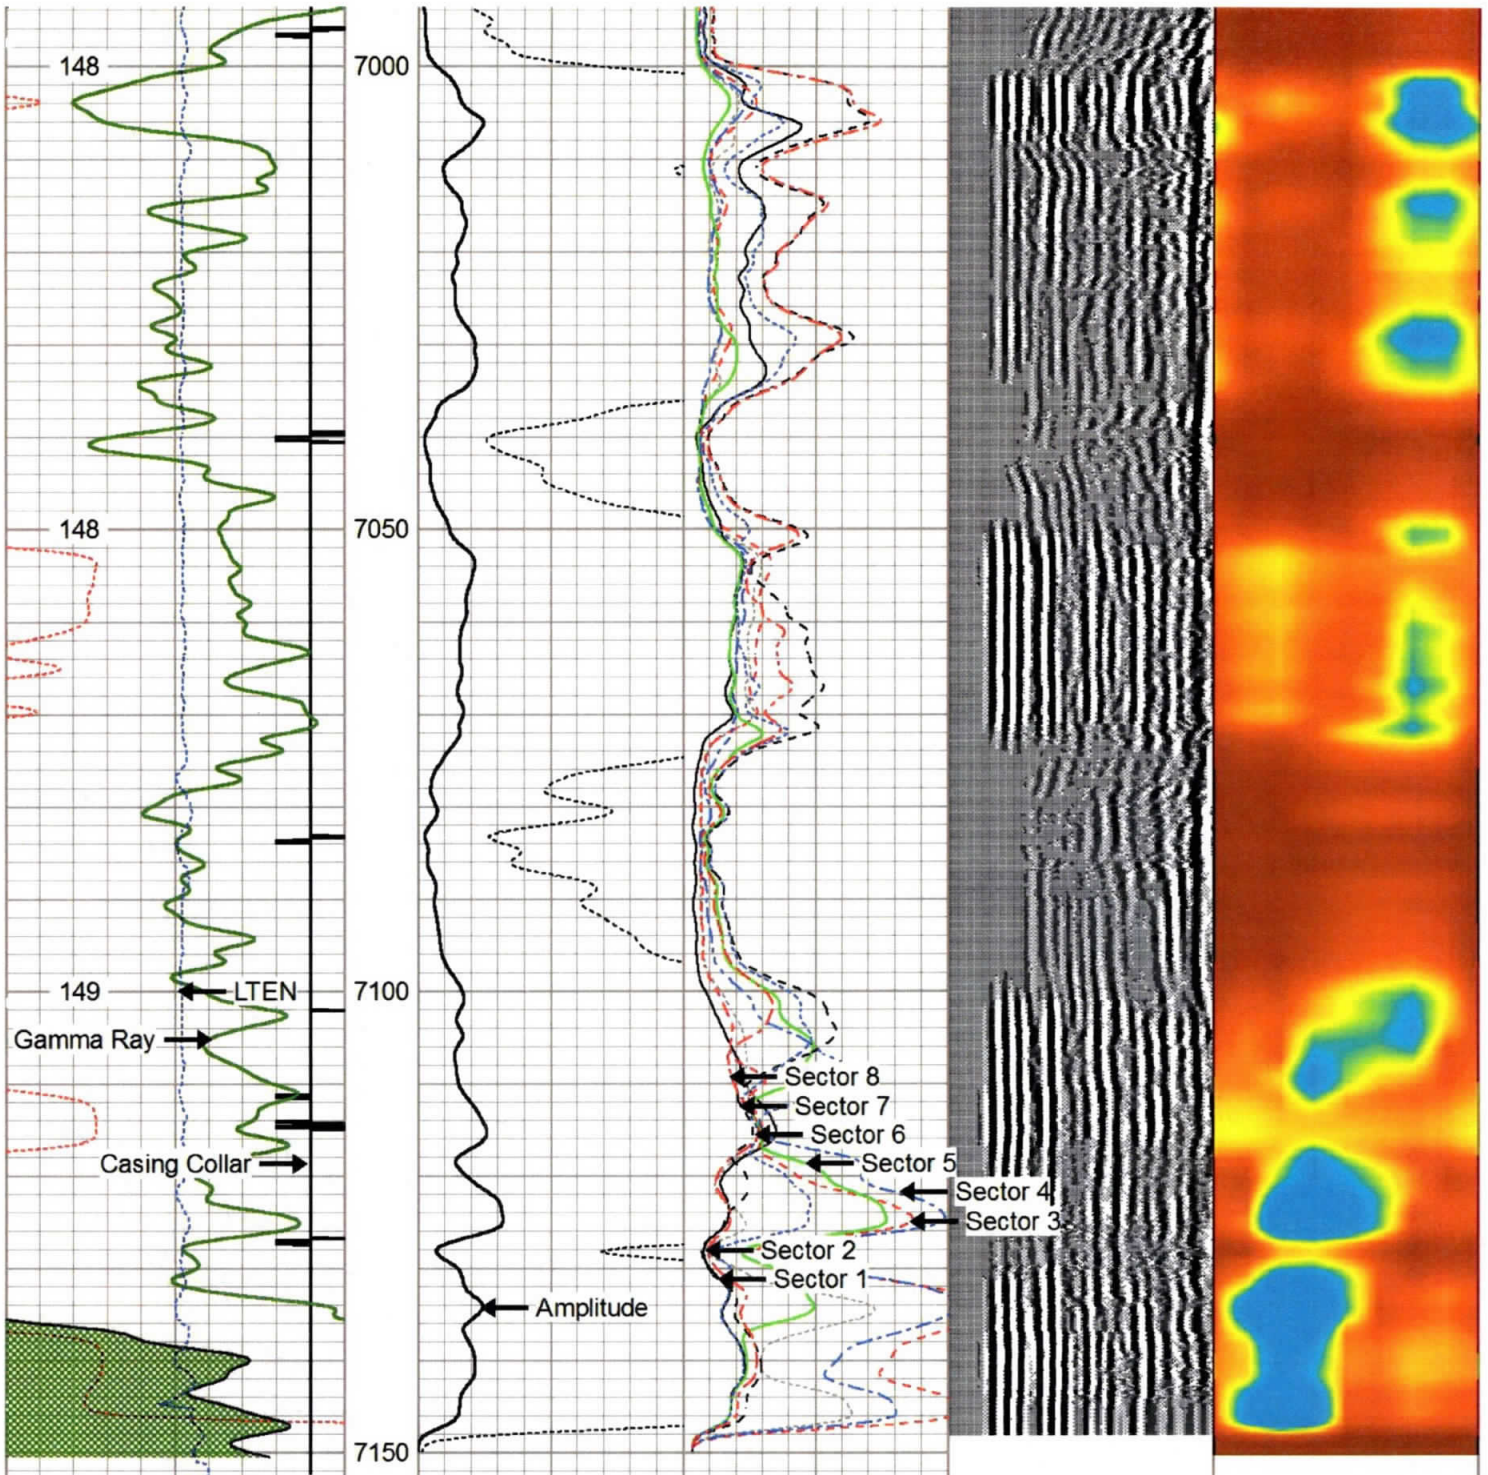 148
7000
148
7050
149
LTEN
7100
Gamma Ray
Sector 8
Sector 7
Sector 6
Casing Collar
Sector 5
Sector 4
Sector 3
Sector 2
Sector 1
Amplitude
7150